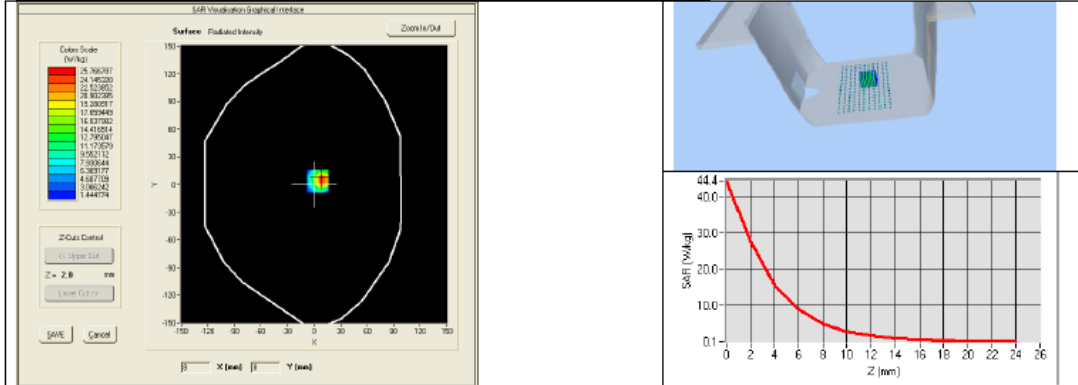 SAR Visualisation Graphical Interface
Surface Radiated Intensity
Zoom In/Out
Colors Scale
(W/kg)
25.766787
24.145320
22.523852
20.902385
19.280917
17.659449
16.037982
14.416514
12.795047
11.173579
9.552112
7.930644
6.309177
4.687709
3.066242
1.444774
Z-Cuts Control
<< Upper Cut
Z = 2.0 mm
Lower Cut >>
SAVE Cancel
150
120
90
60
30
0
-30
-60
-90
-120
-150
Y
-150 -120 -90 -60 -30 0 30 60 90 120 150
X
8 X (mm) 8 Y (mm)
44.4
40.0
30.0
20.0
10.0
0.1
SAR (W/kg)
0 2 4 6 8 10 12 14 16 18 20 22 24 26
Z (mm)